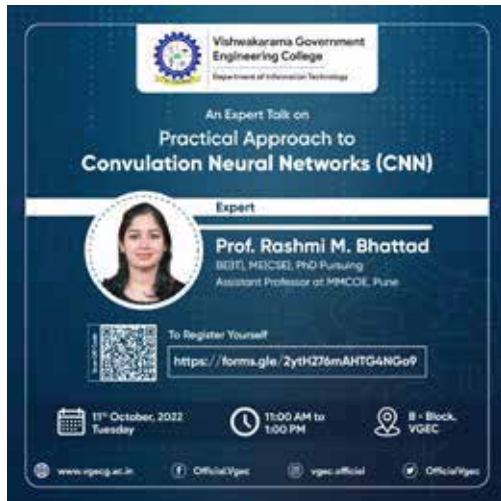 Vishwakarama Government
Engineering College
Department of Information Technology
An Expert Talk on
Practical Approach to
Convulation Neural Networks (CNN)
Expert
Prof. Rashmi M. Bhattad
BE(IT), ME(CSE), PhD Pursuing
Assistant Professor at MMCOE, Pune
To Register Yourself
https://forms.gle/2ytH276mAHTG4NGo9
11th October, 2022
Tuesday
11:00 AM to
1:00 PM
B - Block,
VGEC
www.vgecg.ac.in
Official.Vgec
vgec.official
OfficialVgec